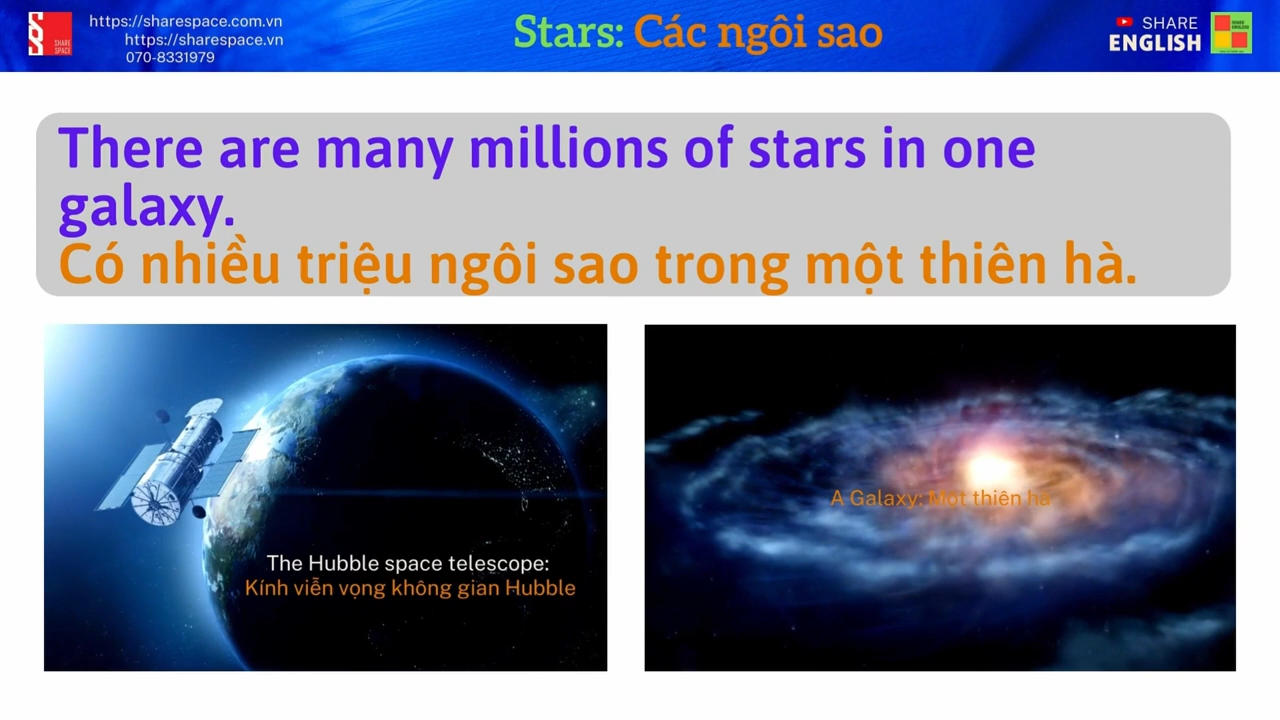 https://sharespace.com.vn
https://sharespace.vn
070-8331979
SHARE
SPACE
Stars: Các ngôi sao
SHARE
ENGLISH
There are many millions of stars in one
galaxy.
Có nhiều triệu ngôi sao trong một thiên hà.
The Hubble space telescope:
Kính viễn vọng không gian Hubble
A Galaxy: Một thiên hà